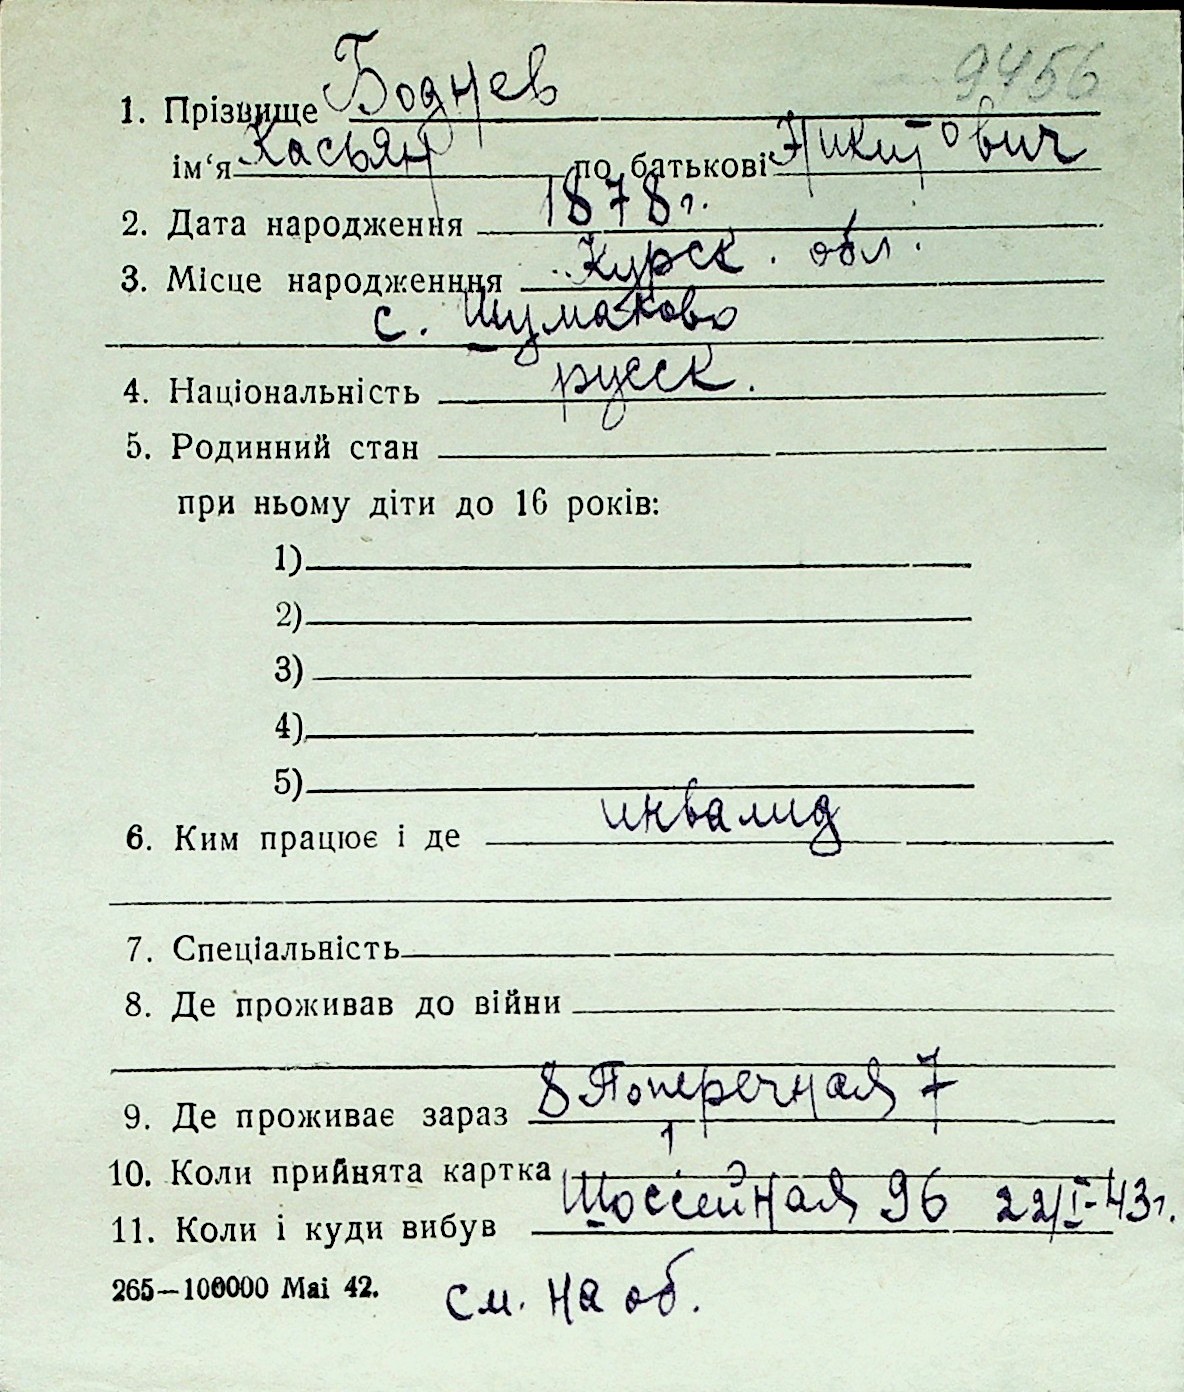 9456
1. Прізвище Боднев
ім‘я Касьян по батькові Никитович
2. Дата народження 1878 г.
3. Місце народженння Курск. обл.
с. Шумаково
4. Національність русск.
5. Родинний стан
при ньому діти до 16 років:
1)
2)
3)
4)
5)
6. Ким працює і де инвалид
7. Спеціальність
8. Де проживав до війни
9. Де проживає зараз 8 Поперечная 7
10. Коли прийнята картка
11. Коли і куди вибув Шоссейная 96 22/I-43г.
265—100000 Mai 42.
см. на об.